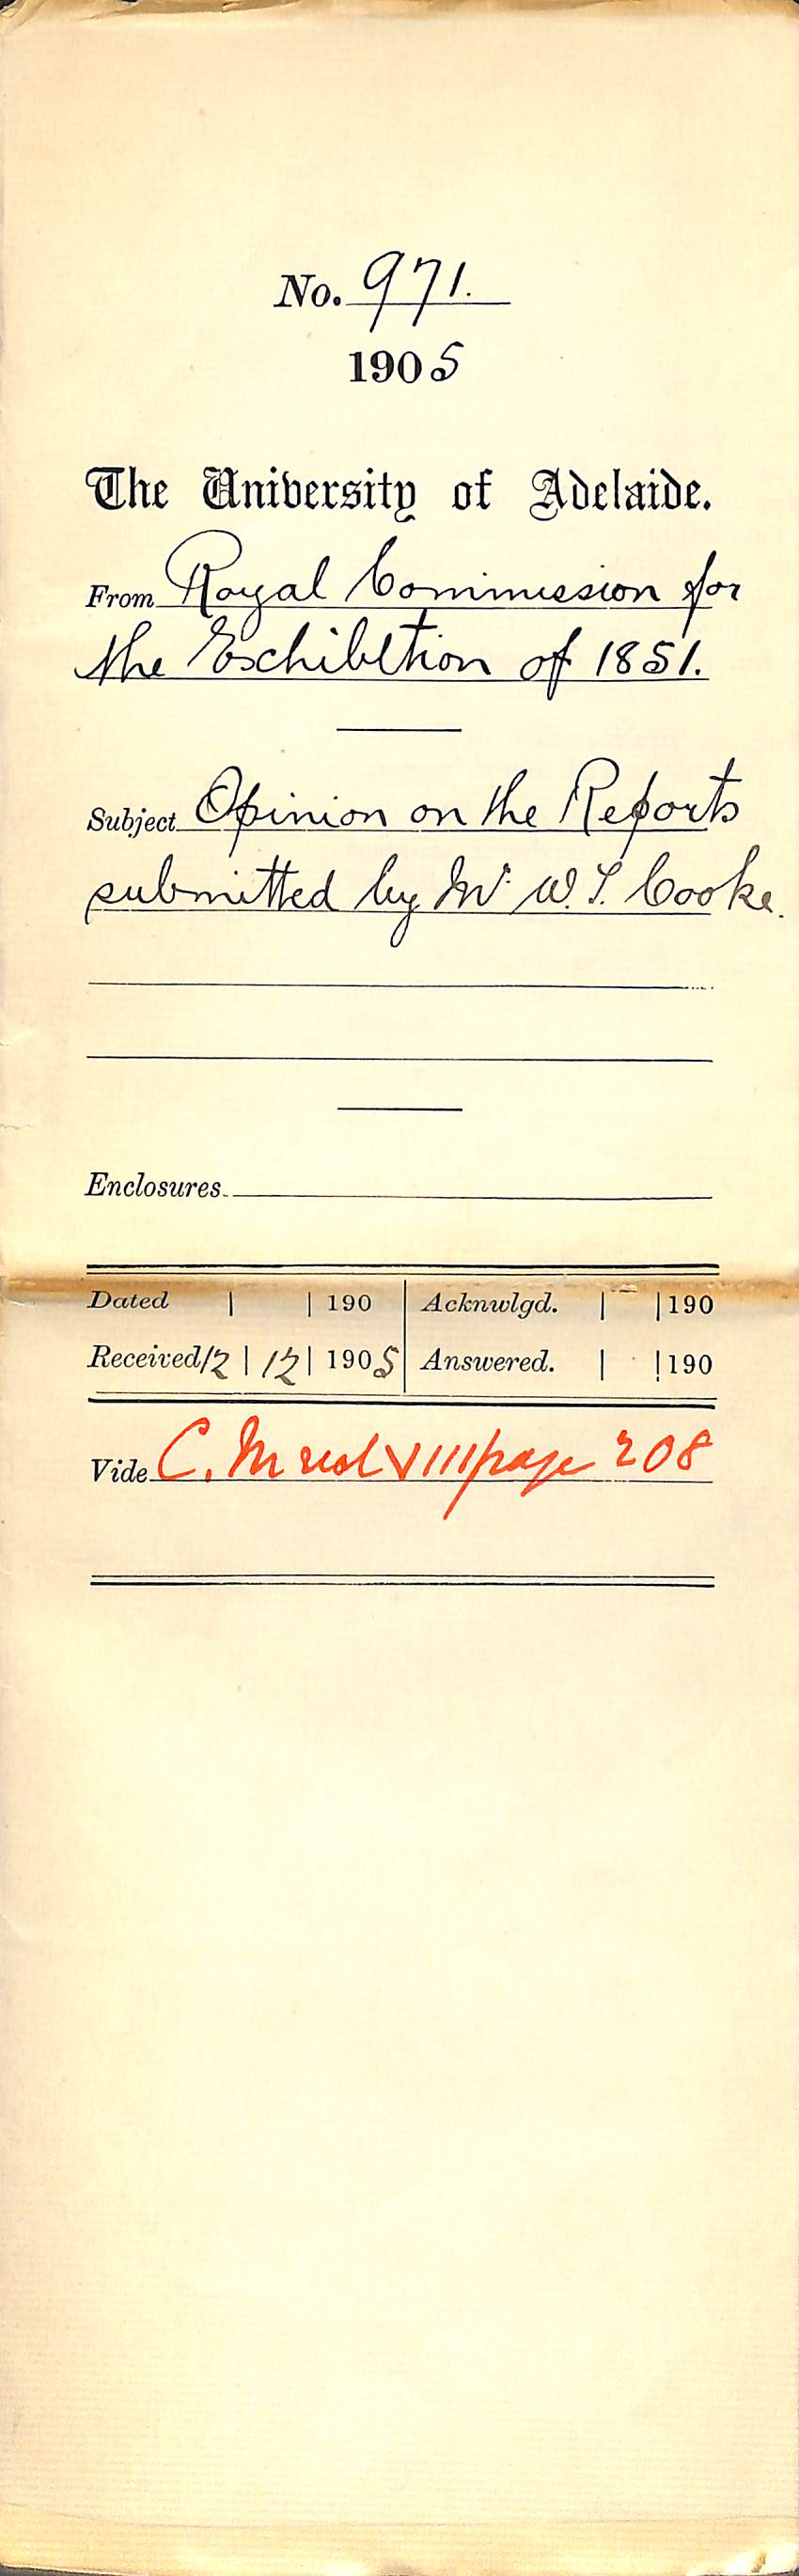 No. 971.
1905
The University of Adelaide.
From Royal Commission for
the Exhibition of 1851.
Subject Opinion on the Reports
submitted by Mr W. T. Cooke.
Enclosures
Dated | | 190 | Acknwlgd. | | 190
Received 12 | 12 | 1905 | Answered. | | 190
Vide C. M vol VIII page 208